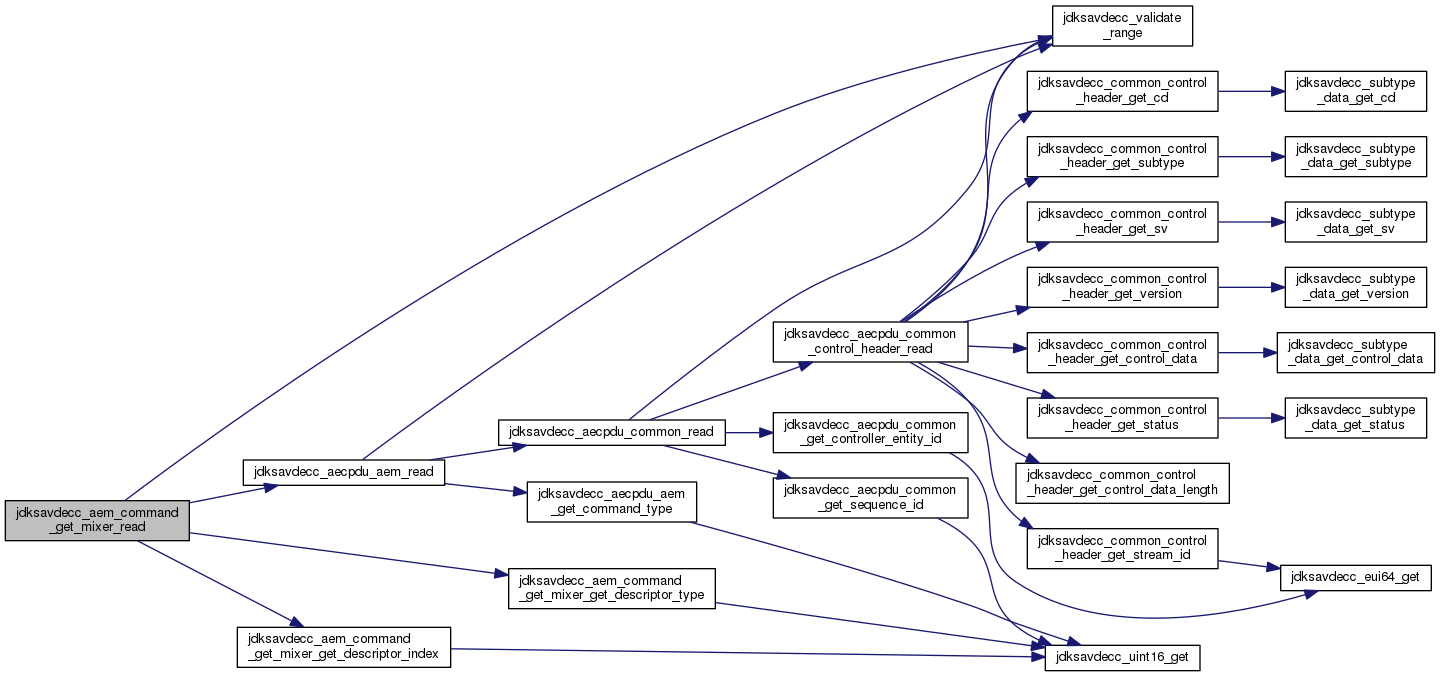 jdksavdecc_aem_command
_get_mixer_read
jdksavdecc_aecpdu_aem_read
jdksavdecc_aem_command
_get_mixer_get_descriptor_type
jdksavdecc_aem_command
_get_mixer_get_descriptor_index
jdksavdecc_aecpdu_common_read
jdksavdecc_aecpdu_aem
_get_command_type
jdksavdecc_aecpdu_common
_control_header_read
jdksavdecc_aecpdu_common
_get_controller_entity_id
jdksavdecc_aecpdu_common
_get_sequence_id
jdksavdecc_validate
_range
jdksavdecc_common_control
_header_get_cd
jdksavdecc_common_control
_header_get_subtype
jdksavdecc_common_control
_header_get_sv
jdksavdecc_common_control
_header_get_version
jdksavdecc_common_control
_header_get_control_data
jdksavdecc_common_control
_header_get_status
jdksavdecc_common_control
_header_get_control_data_length
jdksavdecc_common_control
_header_get_stream_id
jdksavdecc_uint16_get
jdksavdecc_subtype
_data_get_cd
jdksavdecc_subtype
_data_get_subtype
jdksavdecc_subtype
_data_get_sv
jdksavdecc_subtype
_data_get_version
jdksavdecc_subtype
_data_get_control_data
jdksavdecc_subtype
_data_get_status
jdksavdecc_eui64_get